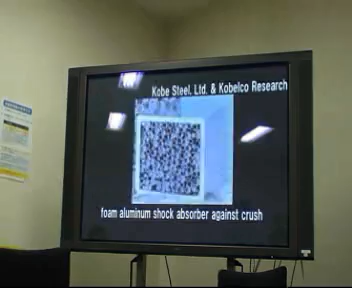 Kobe Steel, Ltd. & Kobelco Research
foam aluminum shock absorber against crush